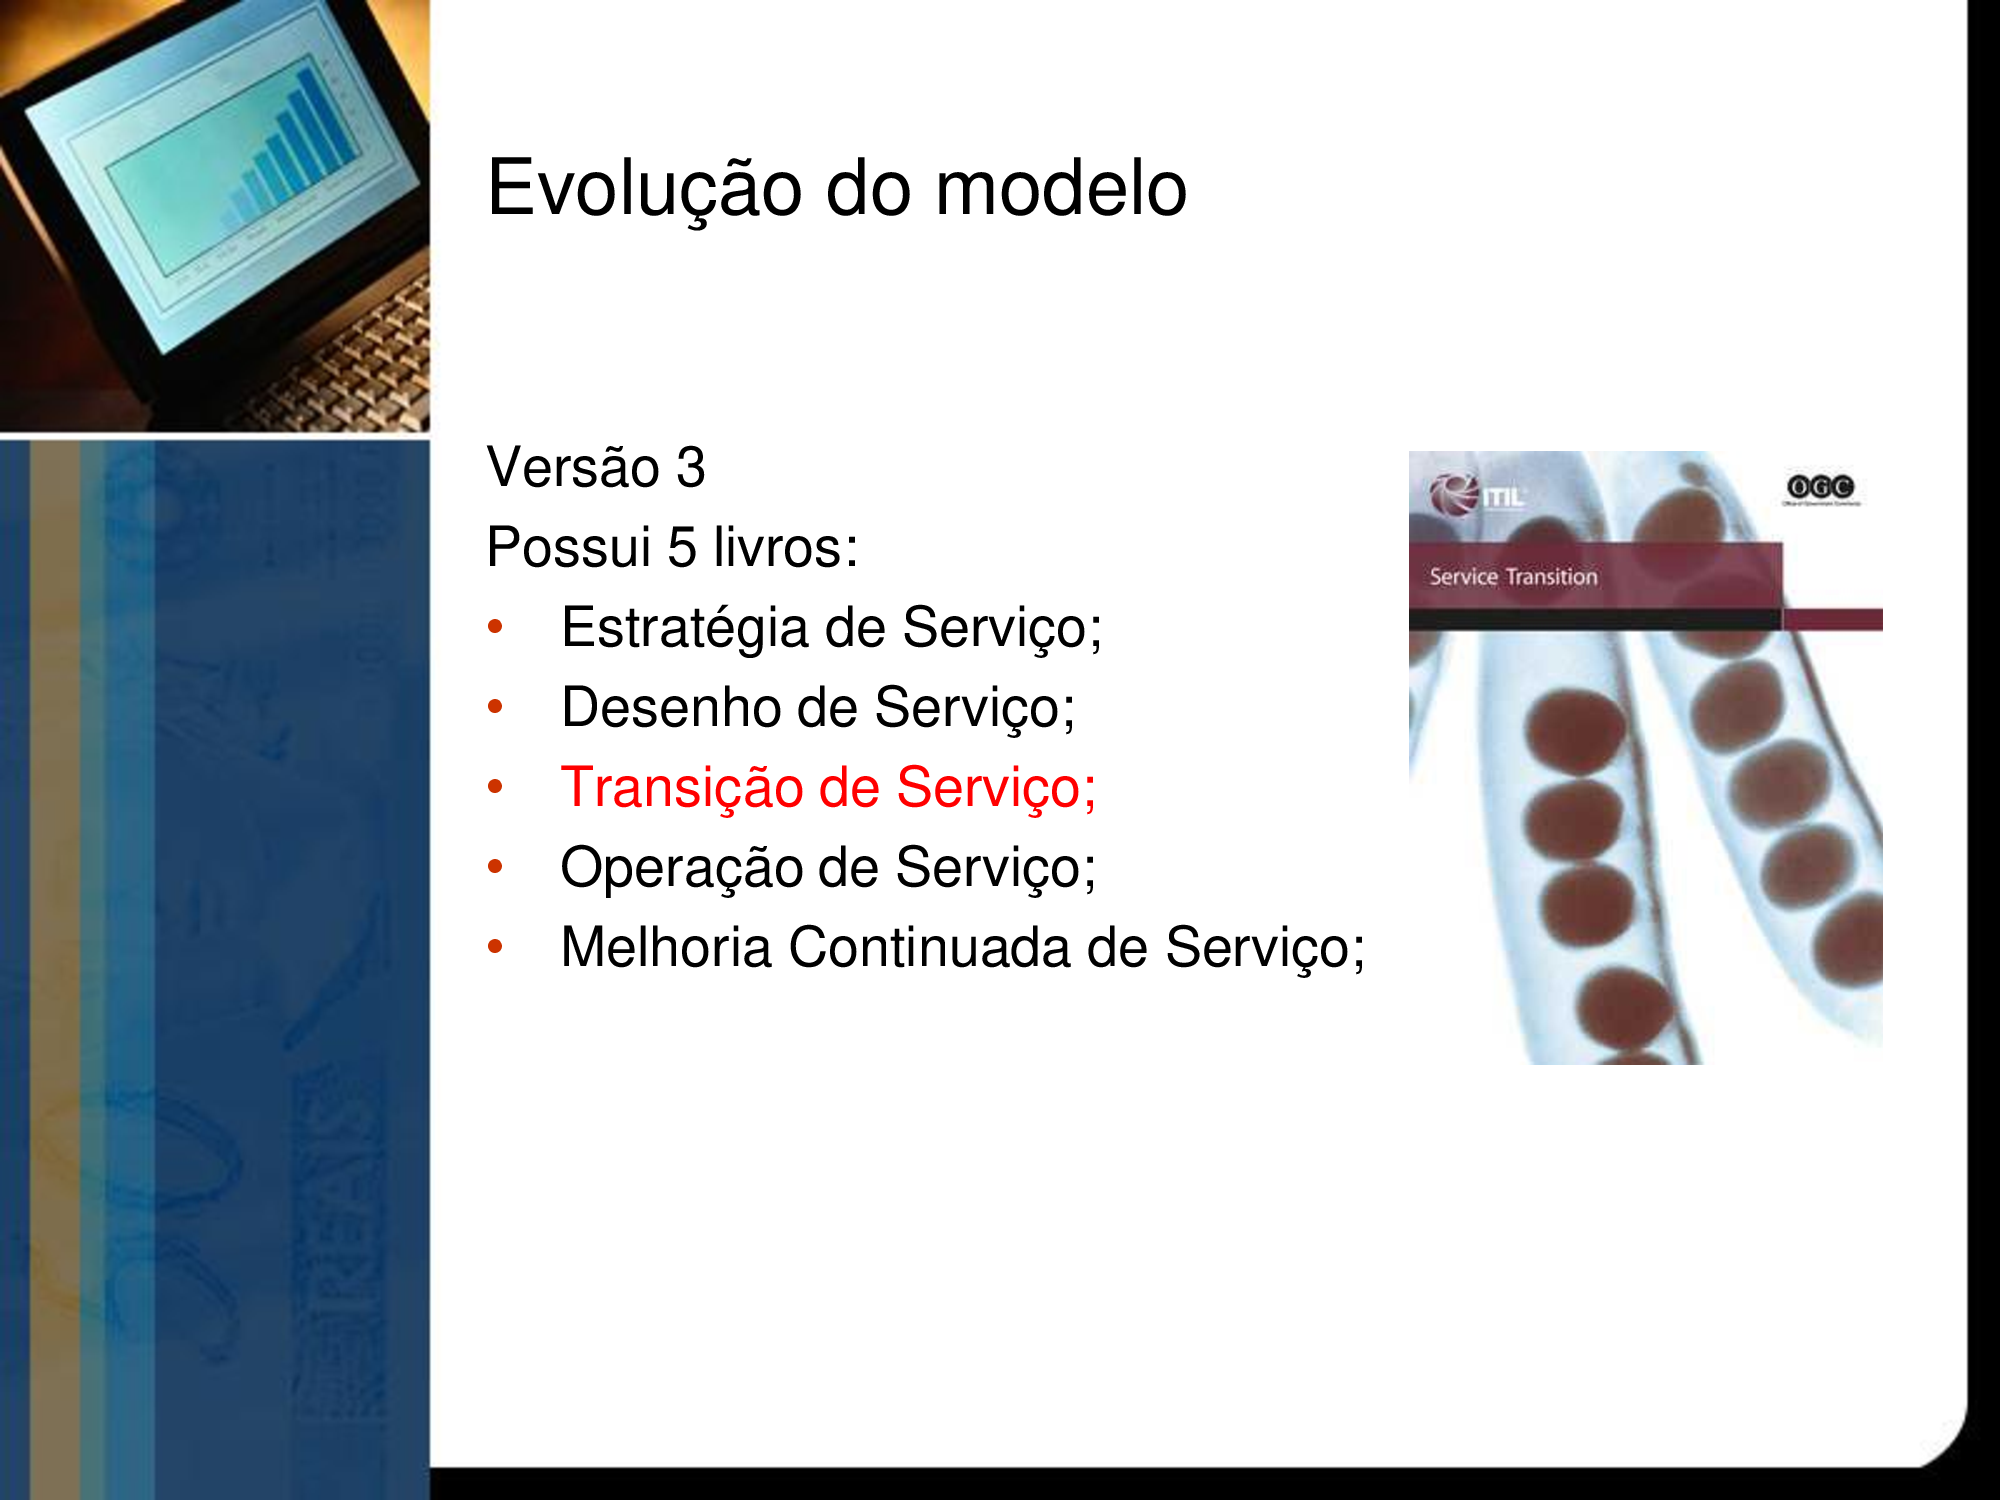 Evolução do modelo
Versão 3
Possui 5 livros:
• Estratégia de Serviço;
• Desenho de Serviço;
• Transição de Serviço;
• Operação de Serviço;
• Melhoria Continuada de Serviço;
ITIL
OGC
Service Transition
REAIS